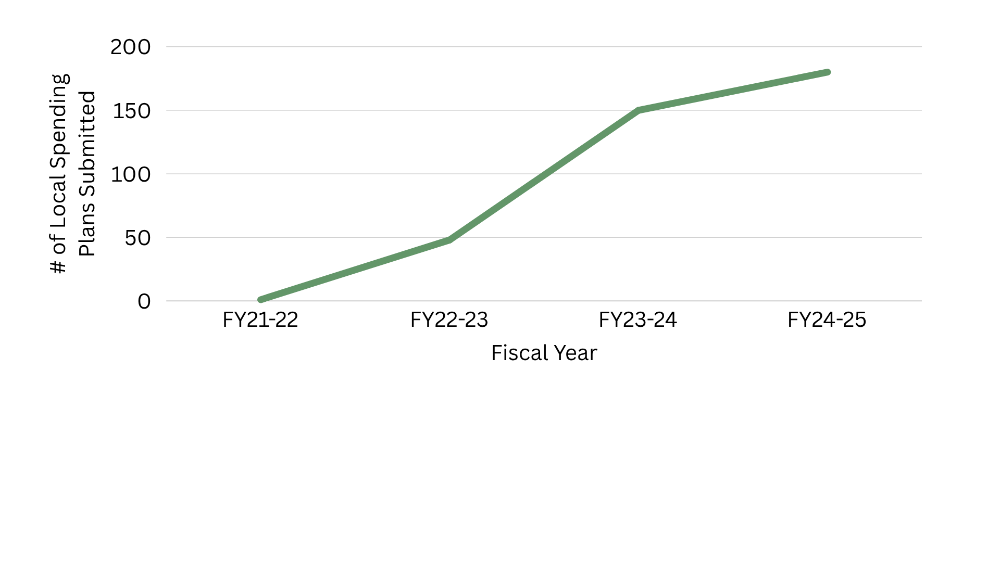 # of Local Spending
Plans Submitted
200
150
100
50
0
FY21-22
FY22-23
FY23-24
FY24-25
Fiscal Year